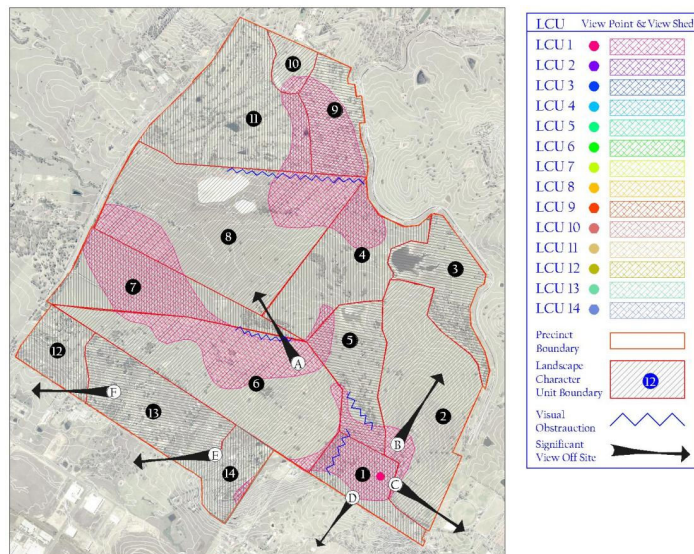 10
9
11
8
4
3
7
5
12
A
6
2
F
13
B
E
14
1
C
D
LCU View Point & View Shed
LCU 1
LCU 2
LCU 3
LCU 4
LCU 5
LCU 6
LCU 7
LCU 8
LCU 9
LCU 10
LCU 11
LCU 12
LCU 13
LCU 14
Precinct
Boundary
Landscape
Character
Unit Boundary
12
Visual
Obstrauction
Significant
View Off Site